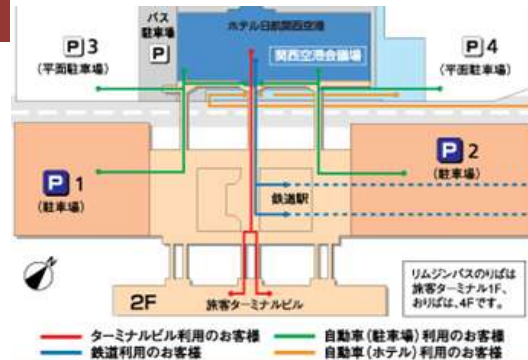 バス
駐車場
P
ホテル日航関西空港
関西空港会議場
P 3
(平面駐車場)
P 4
(平面駐車場)
P 1
(駐車場)
P 2
(駐車場)
鉄道駅
2F
旅客ターミナルビル
リムジンバスのりばは
旅客ターミナル1F、
おりばは、4Fです。
ターミナルビル利用のお客様
自動車(駐車場)利用のお客様
鉄道利用のお客様
自動車(ホテル)利用のお客様